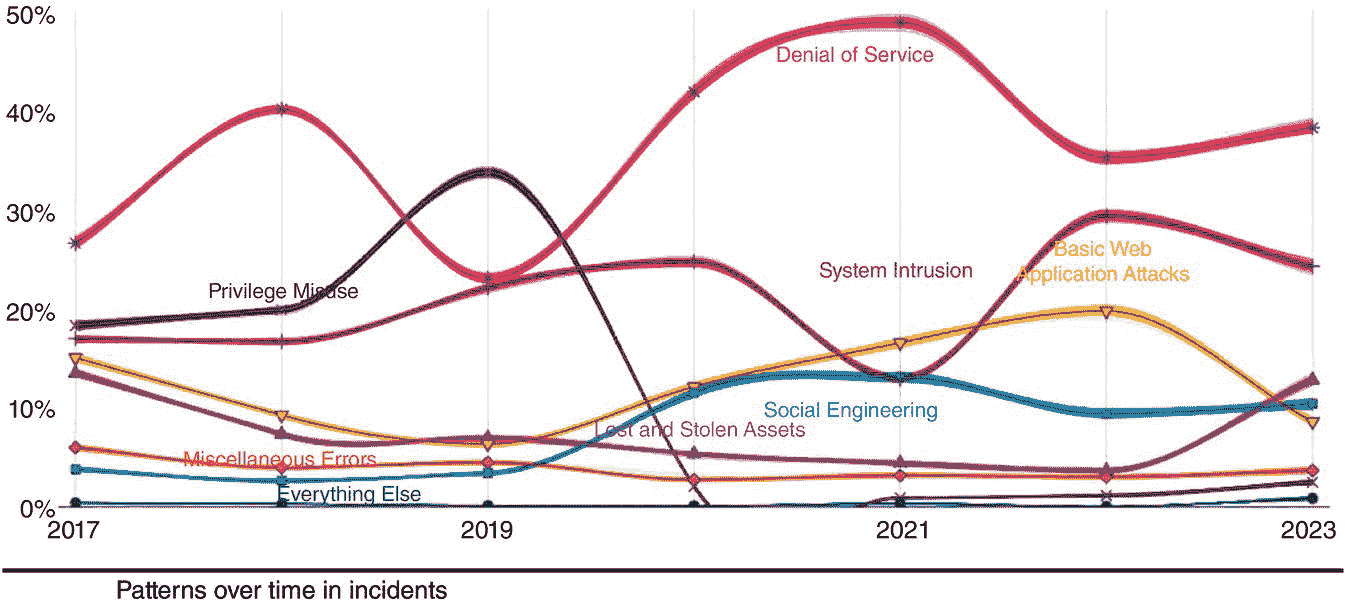 50%
Denial of Service
40%
30%
Basic Web
Application Attacks
System Intrusion
Privilege Misuse
20%
10%
Social Engineering
Lost and Stolen Assets
Miscellaneous Errors
Everything Else
0%
2017
2019
2021
2023
Patterns over time in incidents